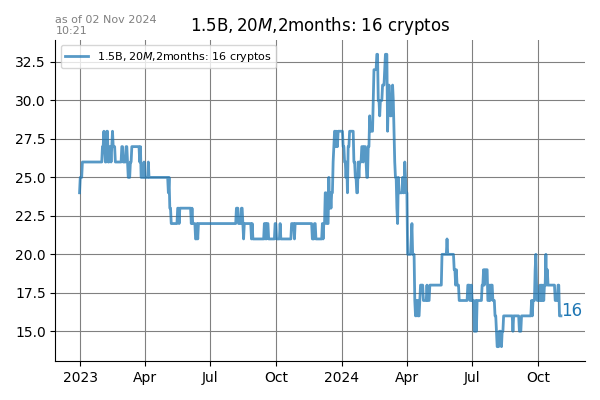 as of 02 Nov 2024
10:21
1.5B, 20M,2months: 16 cryptos
1.5B, 20M,2months: 16 cryptos
32.5
30.0
27.5
25.0
22.5
20.0
17.5
15.0
16
2023 Apr Jul Oct 2024 Apr Jul Oct